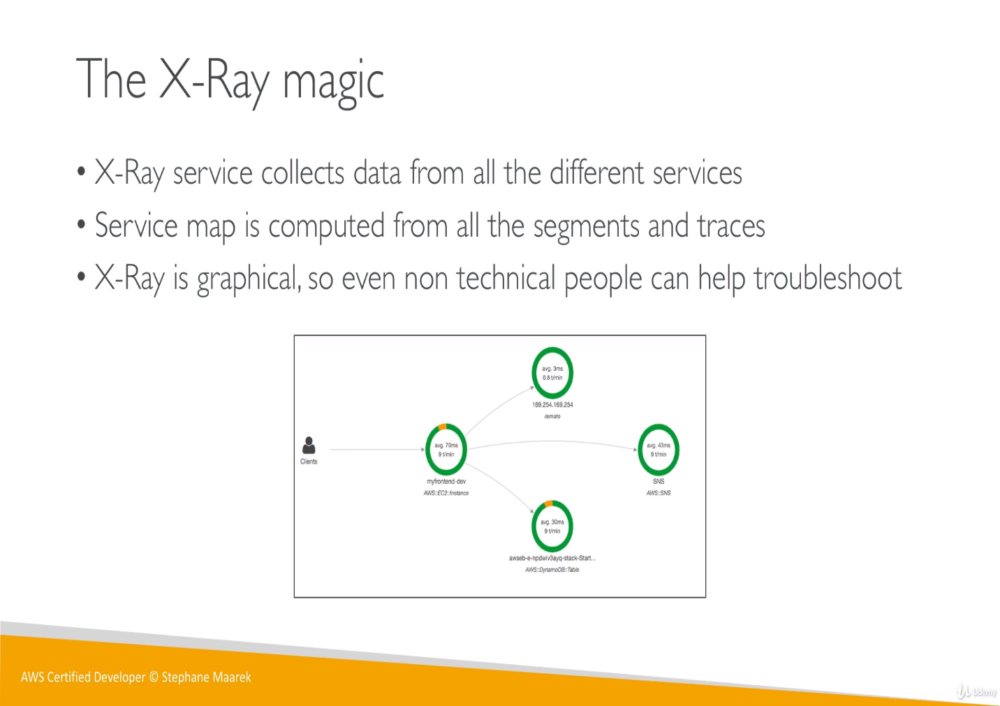 The X-Ray magic
• X-Ray service collects data from all the different services
• Service map is computed from all the segments and traces
• X-Ray is graphical, so even non technical people can help troubleshoot
avg. 3ms
0.8 t/min
169.254.169.254
remote
Clients
avg. 70ms
9 t/min
myfrontend-dev
AWS::EC2::Instance
avg. 43ms
9 t/min
SNS
AWS::SNS
avg. 30ms
9 t/min
awseb-e-npdwiv3ayq-stack-Start...
AWS::DynamoDB::Table
AWS Certified Developer © Stephane Maarek
Udemy